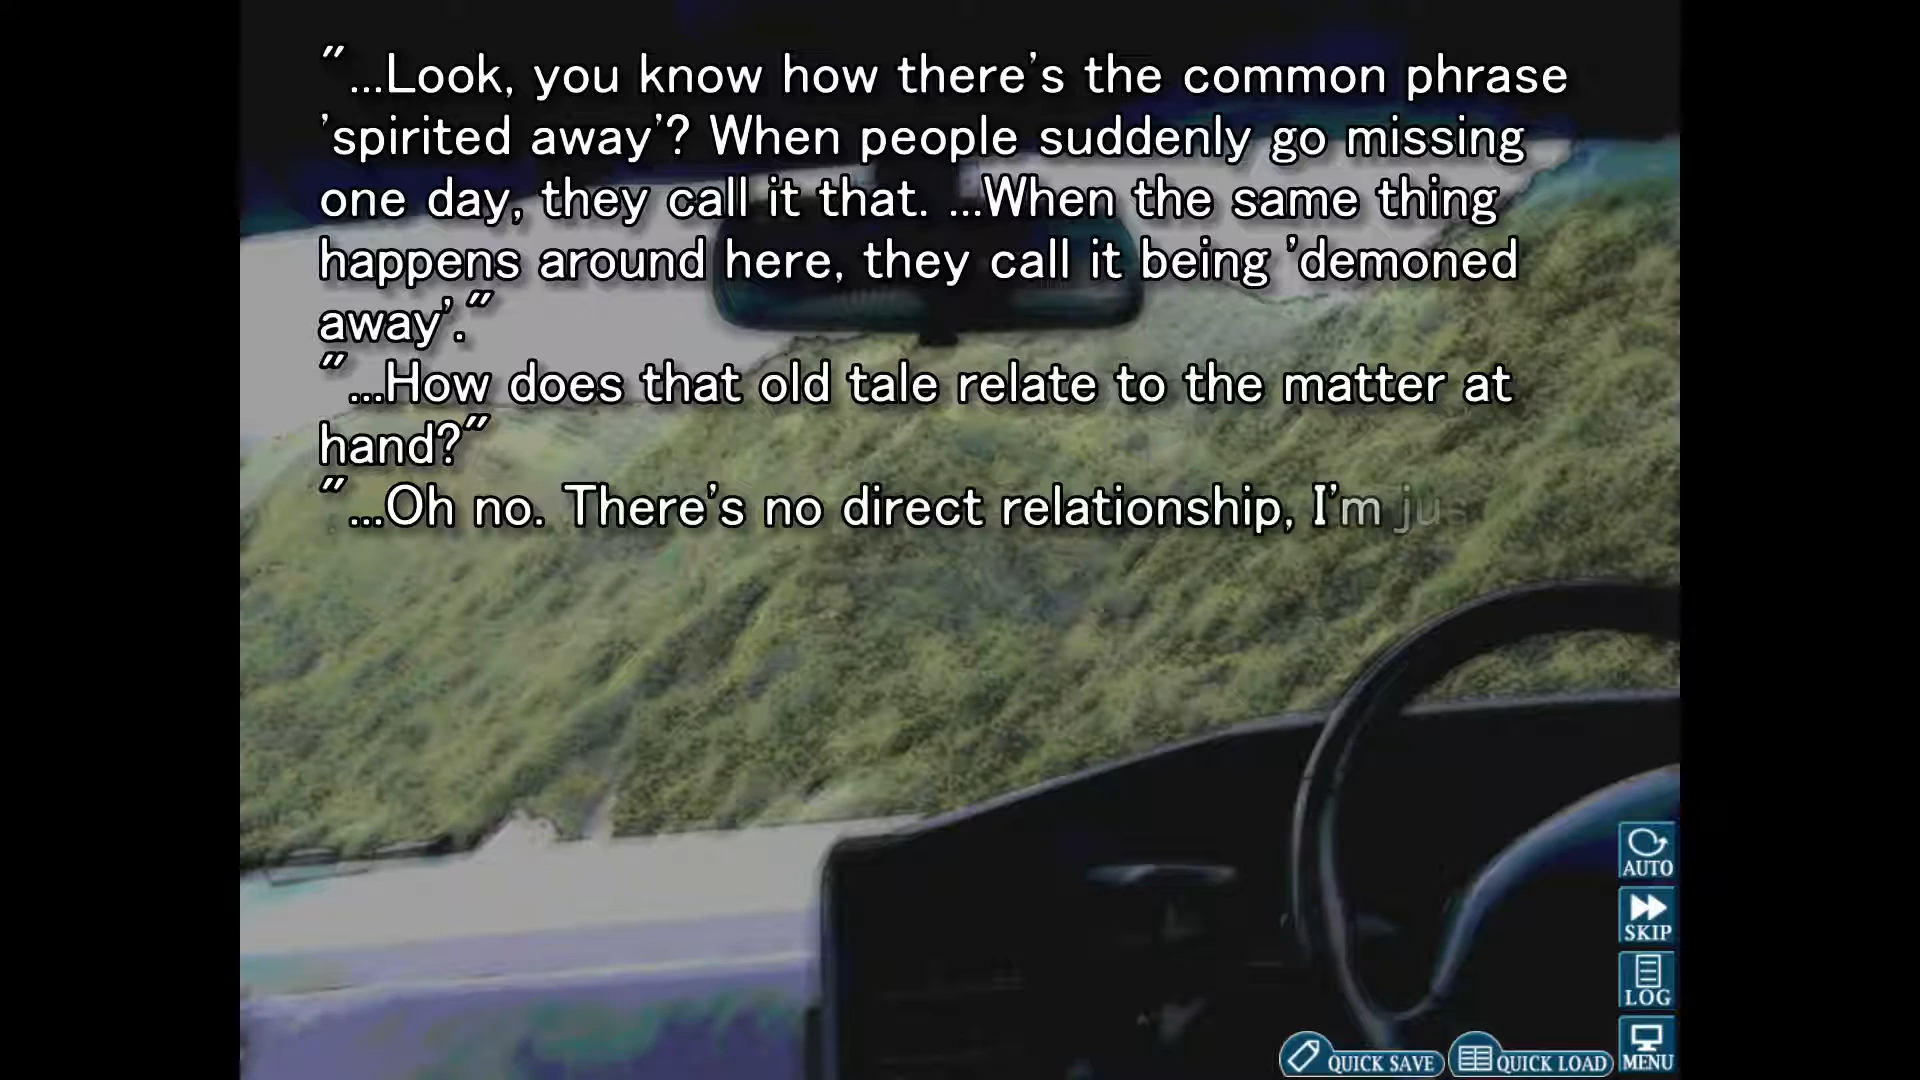 "...Look, you know how there's the common phrase
'spirited away'? When people suddenly go missing
one day, they call it that. ...When the same thing
happens around here, they call it being 'demoned
away'."
"...How does that old tale relate to the matter at
hand?"
"...Oh no. There's no direct relationship, I'm
AUTO
SKIP
LOG
MENU
QUICK SAVE
QUICK LOAD